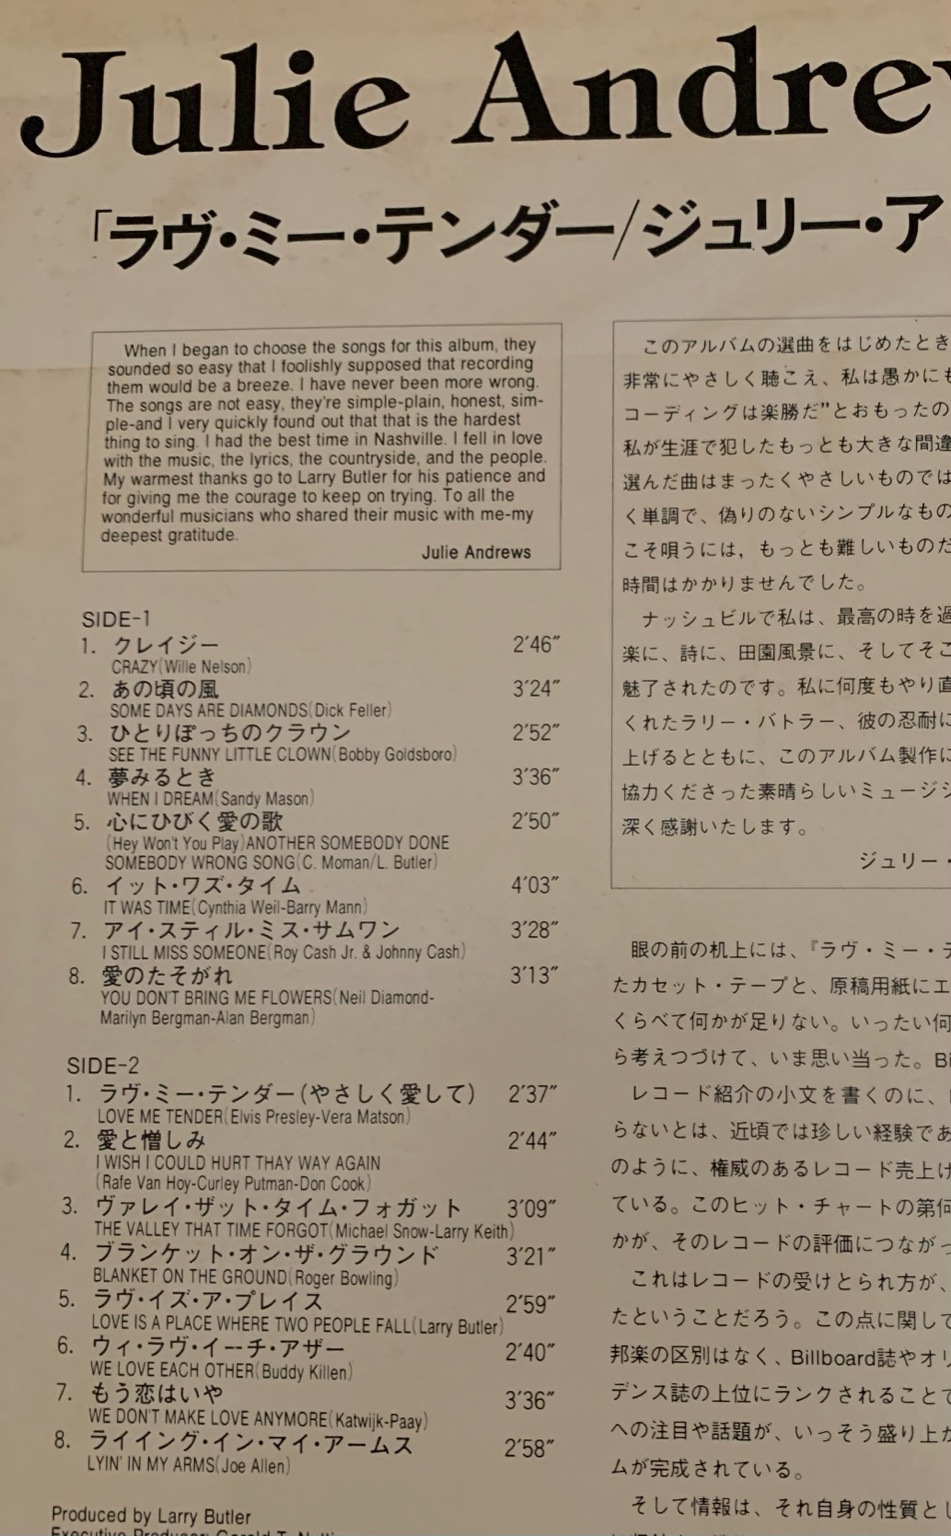 Julie Andrew
「ラヴ・ミー・テンダー/ジュリー・ア
When I began to choose the songs for this album, they
sounded so easy that I foolishly supposed that recording
them would be a breeze. I have never been more wrong.
The songs are not easy, they're simple-plain, honest, sim-
ple-and I very quickly found out that that is the hardest
thing to sing. I had the best time in Nashville. I fell in love
with the music, the lyrics, the countryside, and the people.
My warmest thanks go to Larry Butler for his patience and
for giving me the courage to keep on trying. To all the
wonderful musicians who shared their music with me-my
deepest gratitude.
Julie Andrews
SIDE-1
1. クレイジー 2′46″
CRAZY(Wille Nelson)
2. あの頃の風 3′24″
SOME DAYS ARE DIAMONDS(Dick Feller)
3. ひとりぽっちのクラウン 2′52″
SEE THE FUNNY LITTLE CLOWN(Bobby Goldsboro)
4. 夢みるとき 3′36″
WHEN I DREAM(Sandy Mason)
5. 心にひびく愛の歌 2′50″
(Hey Won't You Play)ANOTHER SOMEBODY DONE
SOMEBODY WRONG SONG(C. Moman/L. Butler)
6. イット・ワズ・タイム 4′03″
IT WAS TIME(Cynthia Weil-Barry Mann)
7. アイ・スティル・ミス・サムワン 3′28″
I STILL MISS SOMEONE(Roy Cash Jr. & Johnny Cash)
8. 愛のたそがれ 3′13″
YOU DON'T BRING ME FLOWERS(Neil Diamond-
Marilyn Bergman-Alan Bergman)
SIDE-2
1. ラヴ・ミー・テンダー(やさしく愛して) 2′37″
LOVE ME TENDER(Elvis Presley-Vera Matson)
2. 愛と憎しみ 2′44″
I WISH I COULD HURT THAY WAY AGAIN
(Rafe Van Hoy-Curley Putman-Don Cook)
3. ヴァレイ・ザット・タイム・フォガット 3′09″
THE VALLEY THAT TIME FORGOT(Michael Snow-Larry Keith)
4. ブランケット・オン・ザ・グラウンド 3′21″
BLANKET ON THE GROUND(Roger Bowling)
5. ラヴ・イズ・ア・プレイス 2′59″
LOVE IS A PLACE WHERE TWO PEOPLE FALL(Larry Butler)
6. ウィ・ラヴ・イーチ・アザー 2′40″
WE LOVE EACH OTHER(Buddy Killen)
7. もう恋はいや 3′36″
WE DON'T MAKE LOVE ANYMORE(Katwijk-Paay)
8. ライイング・イン・マイ・アームス 2′58″
LYIN' IN MY ARMS(Joe Allen)
Produced by Larry Butler
このアルバムの選曲をはじめたとき
非常にやさしく聴こえ、私は愚かにも
コーディングは楽勝だ”とおもったの
私が生涯で犯したもっとも大きな間違
選んだ曲はまったくやさしいものでは
く単調で、偽りのないシンプルなもの
こそ唄うには，もっとも難しいものだ
時間はかかりませんでした。
ナッシュビルで私は、最高の時を過
楽に、詩に、田園風景に、そしてそこ
魅了されたのです。私に何度もやり直
くれたラリー・バトラー、彼の忍耐に
上げるとともに、このアルバム製作に
協力くださった素晴らしいミュージシ
深く感謝いたします。
ジュリー・
眼の前の机上には、『ラヴ・ミー・テ
たカセット・テープと、原稿用紙にエ
くらべて何かが足りない。いったい何
ら考えつづけて、いま思い当った。Bi
レコード紹介の小文を書くのに、
らないとは、近頃では珍しい経験であ
のように、権威のあるレコード売上げ
ている。このヒット・チャートの第何
かが、そのレコードの評価につながっ
これはレコードの受けとられ方が、
たということだろう。この点に関して
邦楽の区別はなく、Billboard誌やオリ
デンス誌の上位にランクされることで
への注目や話題が、いっそう盛り上が
ムが完成されている。
そして情報は、それ自身の性質とし